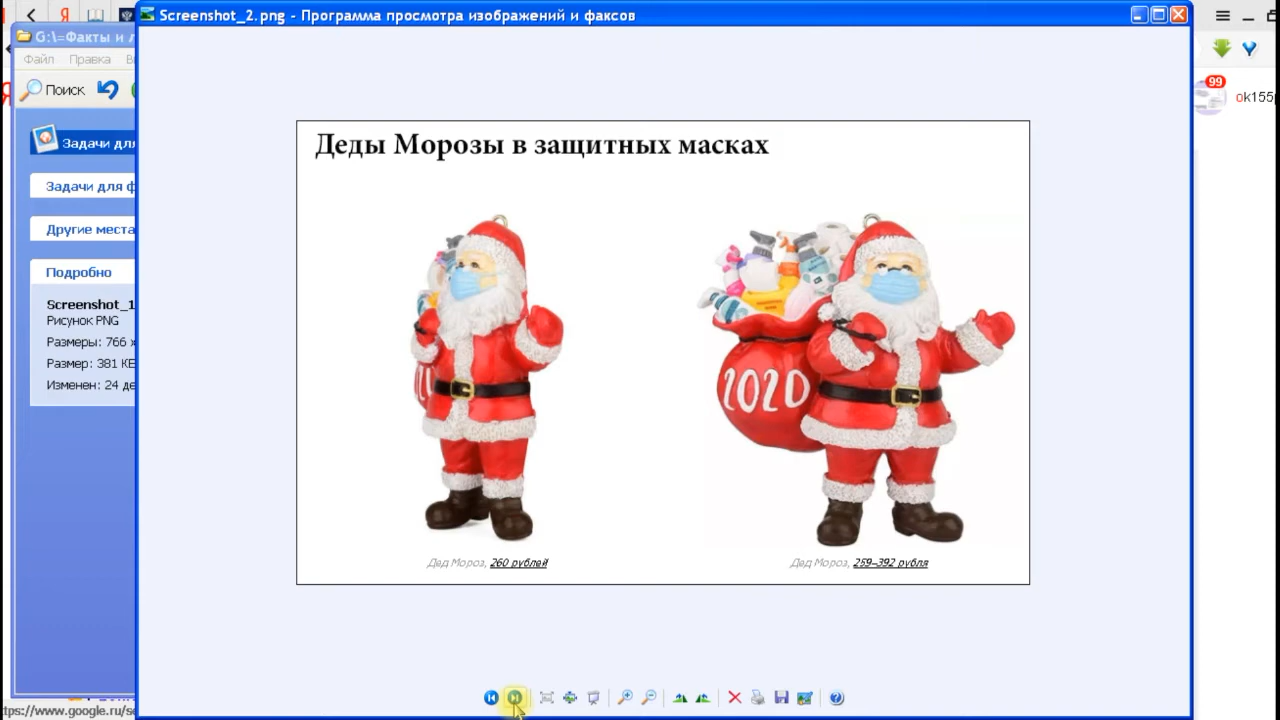 Screenshot_2.png - Программа просмотра изображений и факсов
G:\=Факты и
Файл Правка
Поиск
99
ok155
Задачи для
Задачи для ф
Другие места
Подробно
Screenshot_1
Рисунок PNG
Размеры: 766 x
Размер: 381 КБ
Изменен: 24 де
Деды Морозы в защитных масках
2020
Дед Мороз, 260 рублей
Дед Мороз, 259–392 рубля
ttps://www.google.ru/se